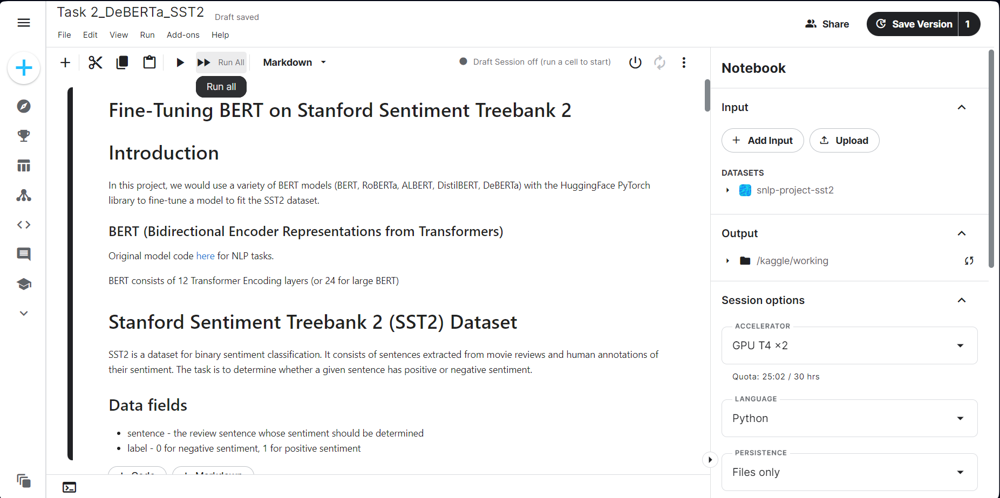 Task 2_DeBERTa_SST2
Draft saved
File Edit View Run Add-ons Help
Share
Save Version 1
Run All
Markdown
Draft Session off (run a cell to start)
Run all
Fine-Tuning BERT on Stanford Sentiment Treebank 2
Introduction
In this project, we would use a variety of BERT models (BERT, RoBERTa, ALBERT, DistilBERT, DeBERTa) with the HuggingFace PyTorch
library to fine-tune a model to fit the SST2 dataset.
BERT (Bidirectional Encoder Representations from Transformers)
Original model code here for NLP tasks.
BERT consists of 12 Transformer Encoding layers (or 24 for large BERT)
Stanford Sentiment Treebank 2 (SST2) Dataset
SST2 is a dataset for binary sentiment classification. It consists of sentences extracted from movie reviews and human annotations of
their sentiment. The task is to determine whether a given sentence has positive or negative sentiment.
Data fields
• sentence - the review sentence whose sentiment should be determined
• label - 0 for negative sentiment, 1 for positive sentiment
+ Code + Markdown
Notebook
Input
+ Add Input
Upload
DATASETS
snlp-project-sst2
Output
/kaggle/working
Session options
ACCELERATOR
GPU T4 ×2
Quota: 25:02 / 30 hrs
LANGUAGE
Python
PERSISTENCE
Files only